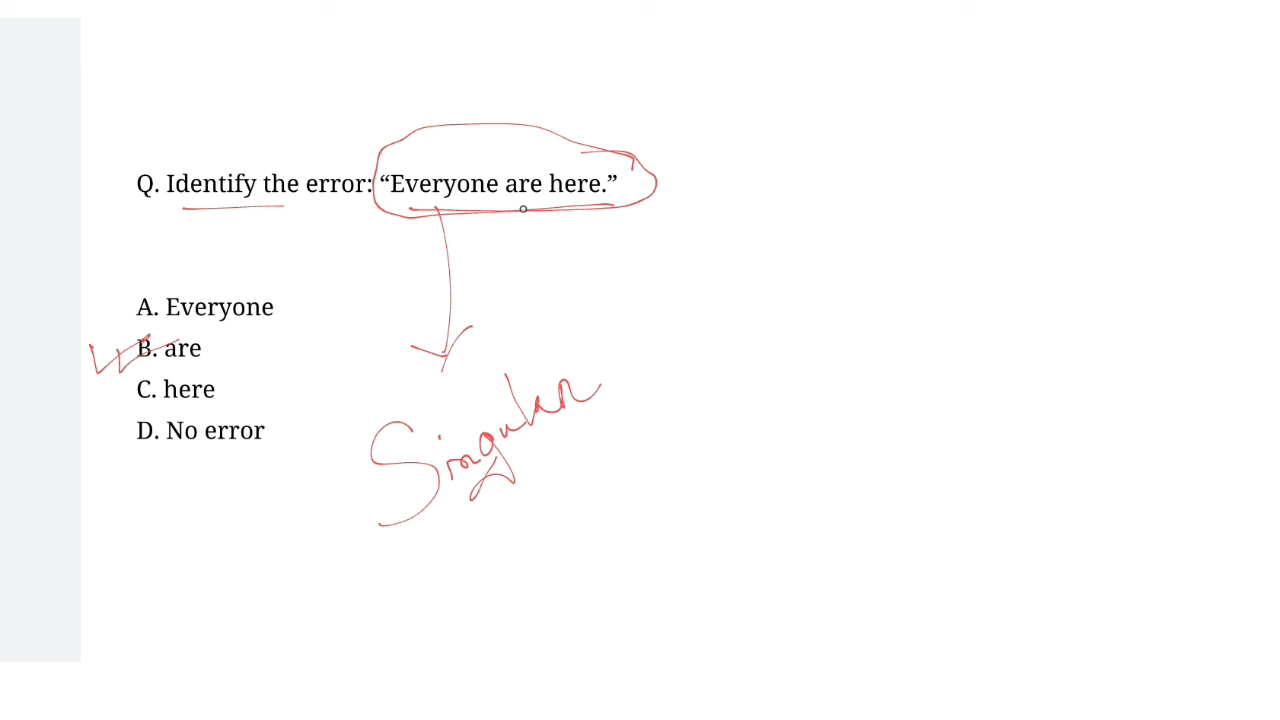 Q. Identify the error: “Everyone are here.”
A. Everyone
B. are
C. here
D. No error
Singular